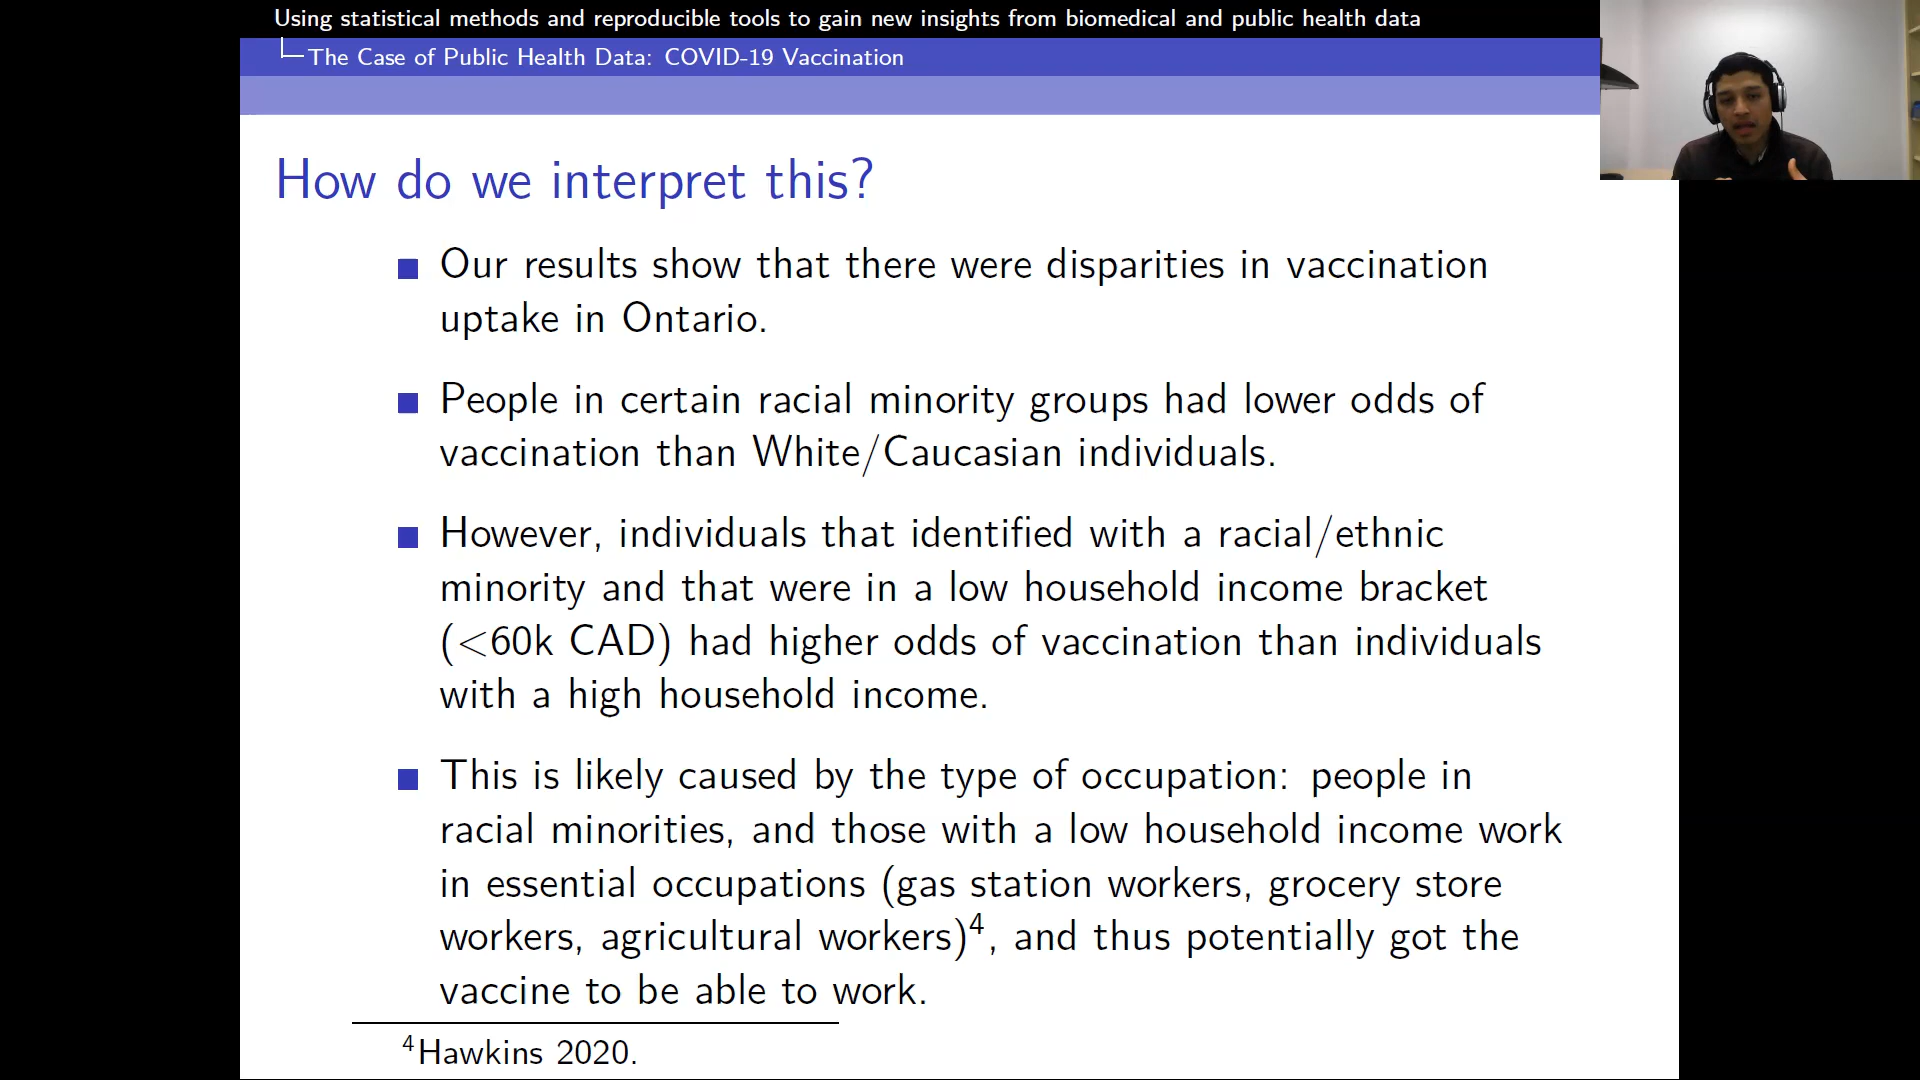 Using statistical methods and reproducible tools to gain new insights from biomedical and public health data
The Case of Public Health Data: COVID-19 Vaccination
How do we interpret this?
Our results show that there were disparities in vaccination
uptake in Ontario.
People in certain racial minority groups had lower odds of
vaccination than White/Caucasian individuals.
However, individuals that identified with a racial/ethnic
minority and that were in a low household income bracket
(<60k CAD) had higher odds of vaccination than individuals
with a high household income.
This is likely caused by the type of occupation: people in
racial minorities, and those with a low household income work
in essential occupations (gas station workers, grocery store
workers, agricultural workers)⁴, and thus potentially got the
vaccine to be able to work.
⁴Hawkins 2020.